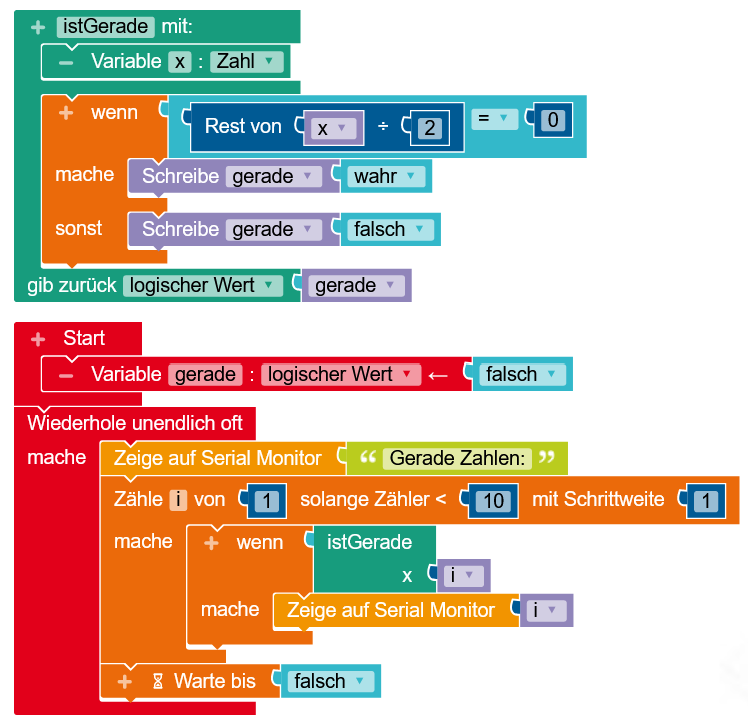 + istGerade mit:
− Variable x : Zahl
+ wenn Rest von x ÷ 2 = 0
mache Schreibe gerade wahr
sonst Schreibe gerade falsch
gib zurück logischer Wert gerade
+ Start
− Variable gerade : logischer Wert ← falsch
Wiederhole unendlich oft
mache Zeige auf Serial Monitor “ Gerade Zahlen: ”
Zähle i von 1 solange Zähler < 10 mit Schrittweite 1
mache + wenn istGerade
x i
mache Zeige auf Serial Monitor i
+ ⌛ Warte bis falsch